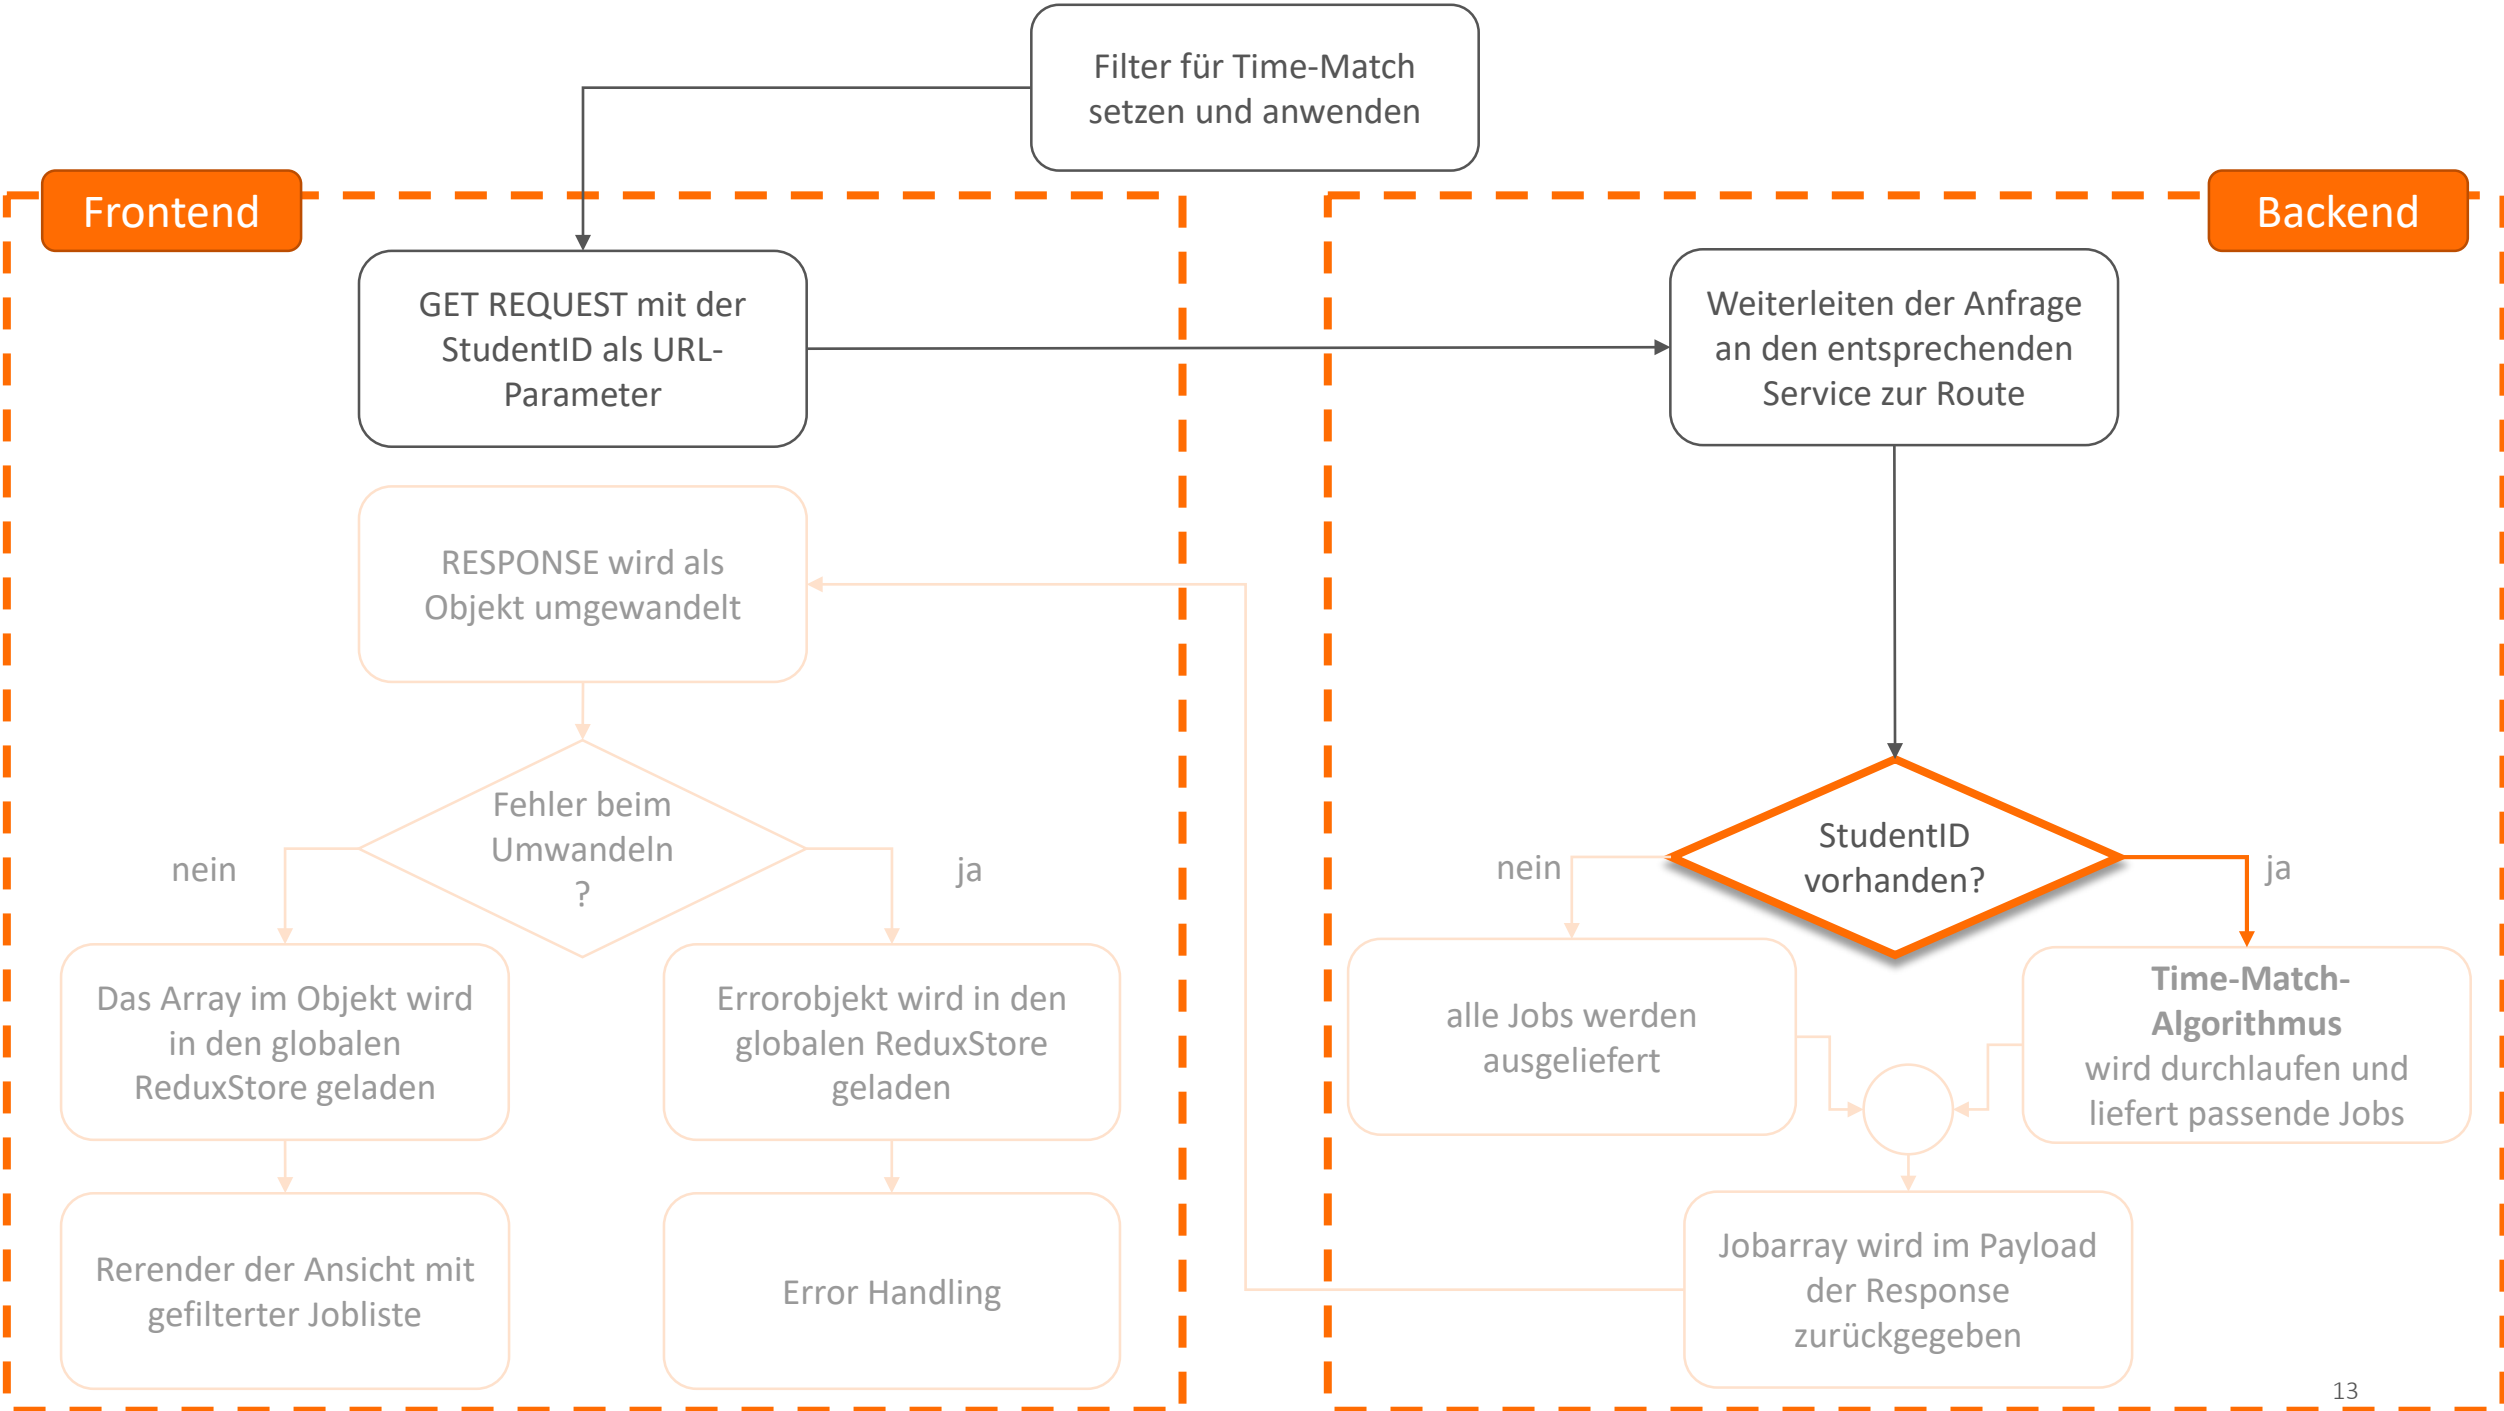 Filter für Time-Match
setzen und anwenden
Frontend
Backend
GET REQUEST mit der
StudentID als URL-
Parameter
Weiterleiten der Anfrage
an den entsprechenden
Service zur Route
RESPONSE wird als
Objekt umgewandelt
Fehler beim
Umwandeln
?
nein
ja
StudentID
vorhanden?
nein
ja
Das Array im Objekt wird
in den globalen
ReduxStore geladen
Errorobjekt wird in den
globalen ReduxStore
geladen
alle Jobs werden
ausgeliefert
Time-Match-
Algorithmus
wird durchlaufen und
liefert passende Jobs
Rerender der Ansicht mit
gefilterter Jobliste
Error Handling
Jobarray wird im Payload
der Response
zurückgegeben
13